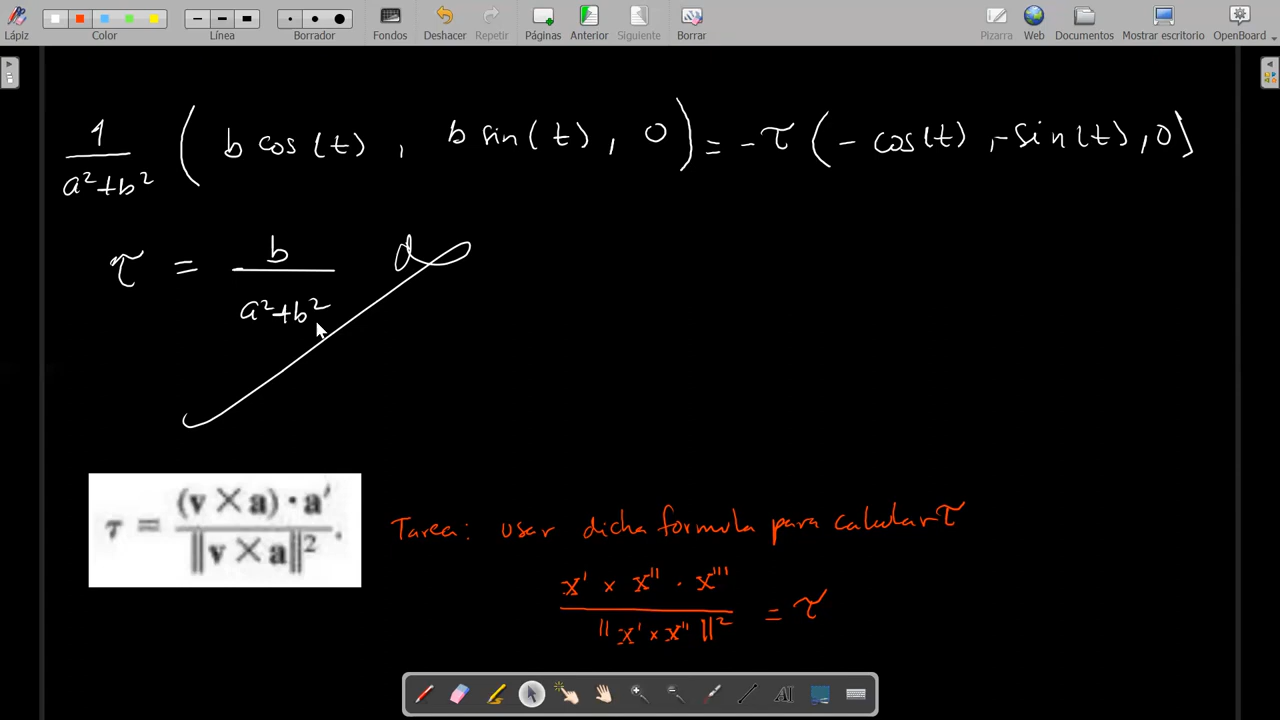 Lápiz Color Línea Borrador Fondos Deshacer Repetir Páginas Anterior Siguiente Borrar Pizarra Web Documentos Mostrar escritorio OpenBoard
1/(a²+b²) ( b cos(t) , b sin(t) , 0 ) = -τ ( - cos(t) , -sin(t) , 0 )
τ = b/(a²+b²)
τ = (v × a) · a′ / ‖v × a‖² .
Tarea: usar dicha formula para calcular τ
x' × x'' · x''' / ‖x' × x''‖² = τ
AI